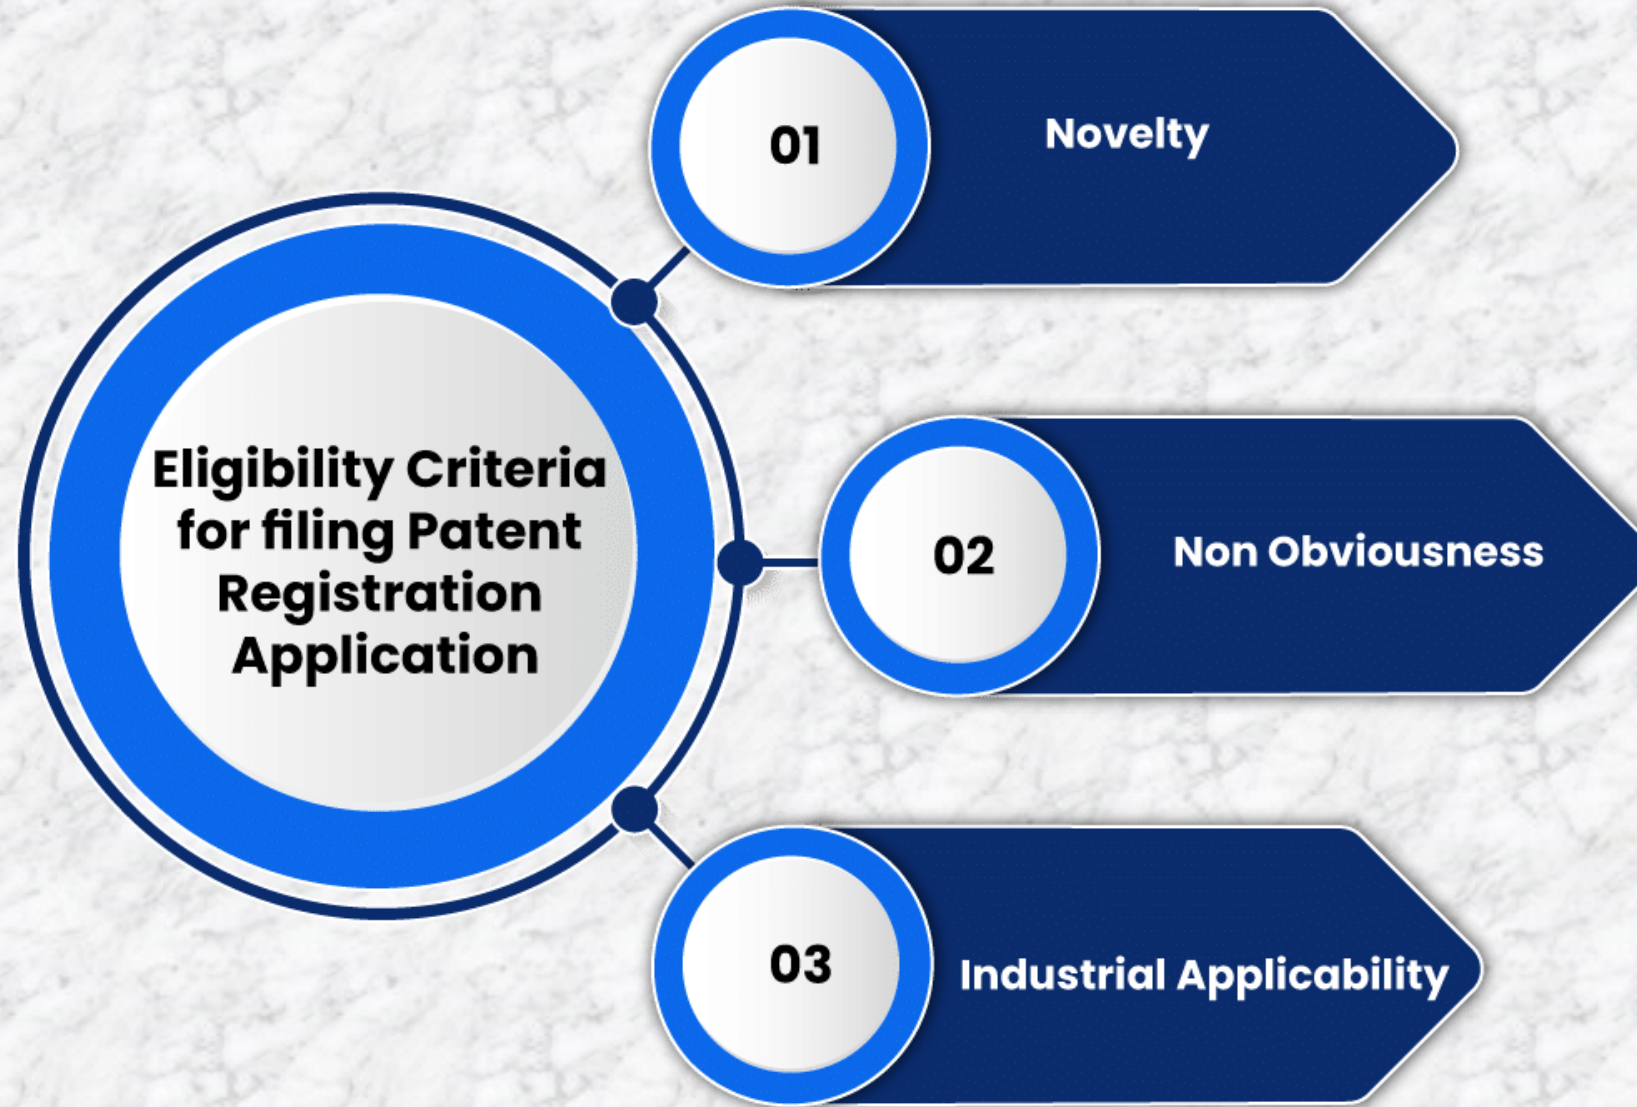 Eligibility Criteria
for filing Patent
Registration
Application
01
Novelty
02
Non Obviousness
03
Industrial Applicability